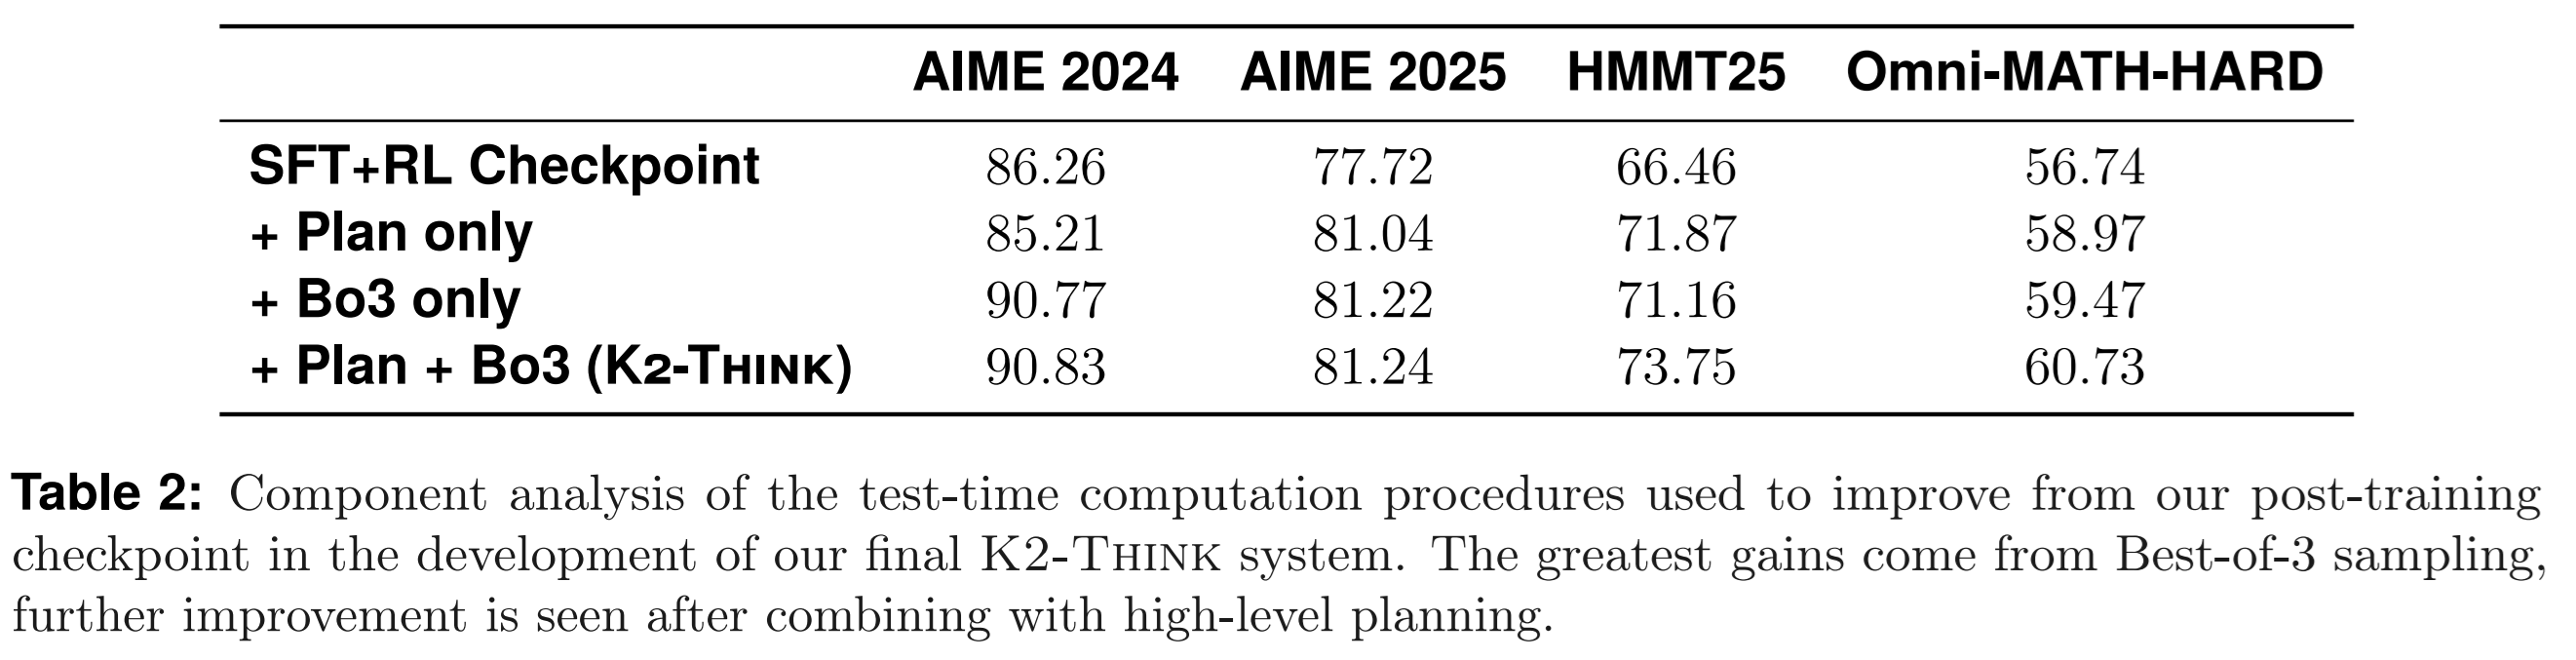 AIME 2024 AIME 2025 HMMT25 Omni-MATH-HARD
SFT+RL Checkpoint 86.26 77.72 66.46 56.74
+ Plan only 85.21 81.04 71.87 58.97
+ Bo3 only 90.77 81.22 71.16 59.47
+ Plan + Bo3 (K2-THINK) 90.83 81.24 73.75 60.73
Table 2: Component analysis of the test-time computation procedures used to improve from our post-training
checkpoint in the development of our final K2-THINK system. The greatest gains come from Best-of-3 sampling,
further improvement is seen after combining with high-level planning.